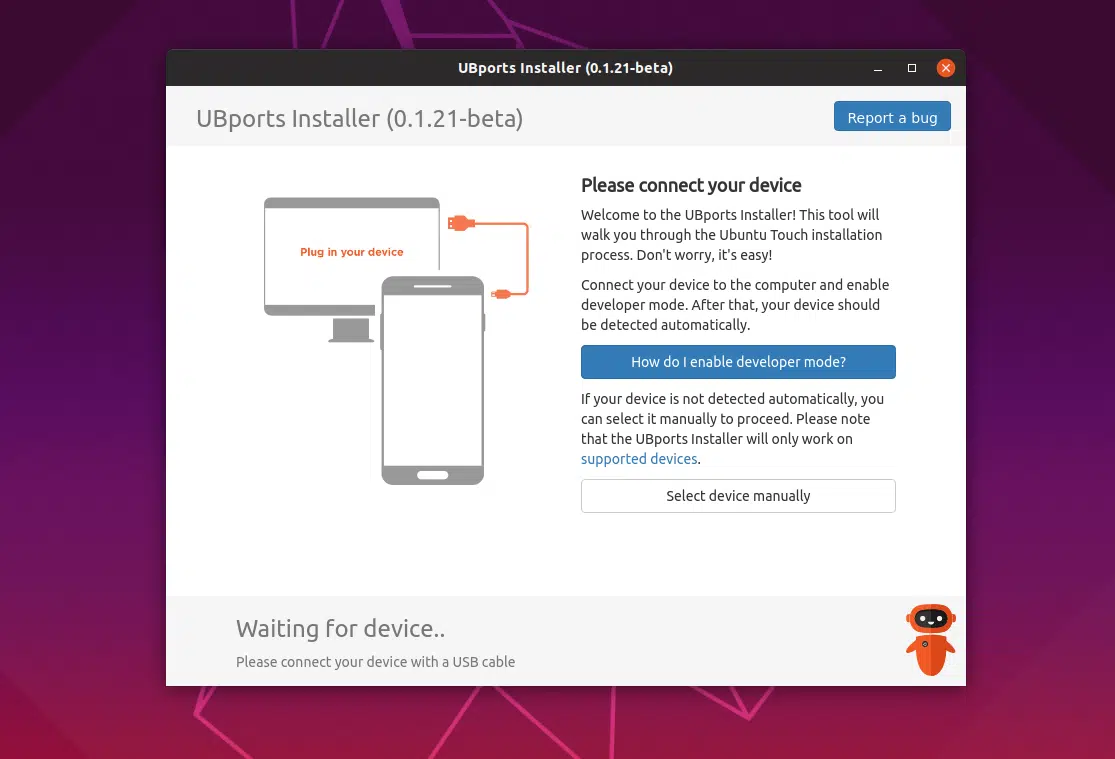 UBports Installer (0.1.21-beta)
UBports Installer (0.1.21-beta)
Report a bug
Plug in your device
Please connect your device
Welcome to the UBports Installer! This tool will
walk you through the Ubuntu Touch installation
process. Don't worry, it's easy!
Connect your device to the computer and enable
developer mode. After that, your device should
be detected automatically.
How do I enable developer mode?
If your device is not detected automatically, you
can select it manually to proceed. Please note
that the UBports Installer will only work on
supported devices.
Select device manually
Waiting for device..
Please connect your device with a USB cable